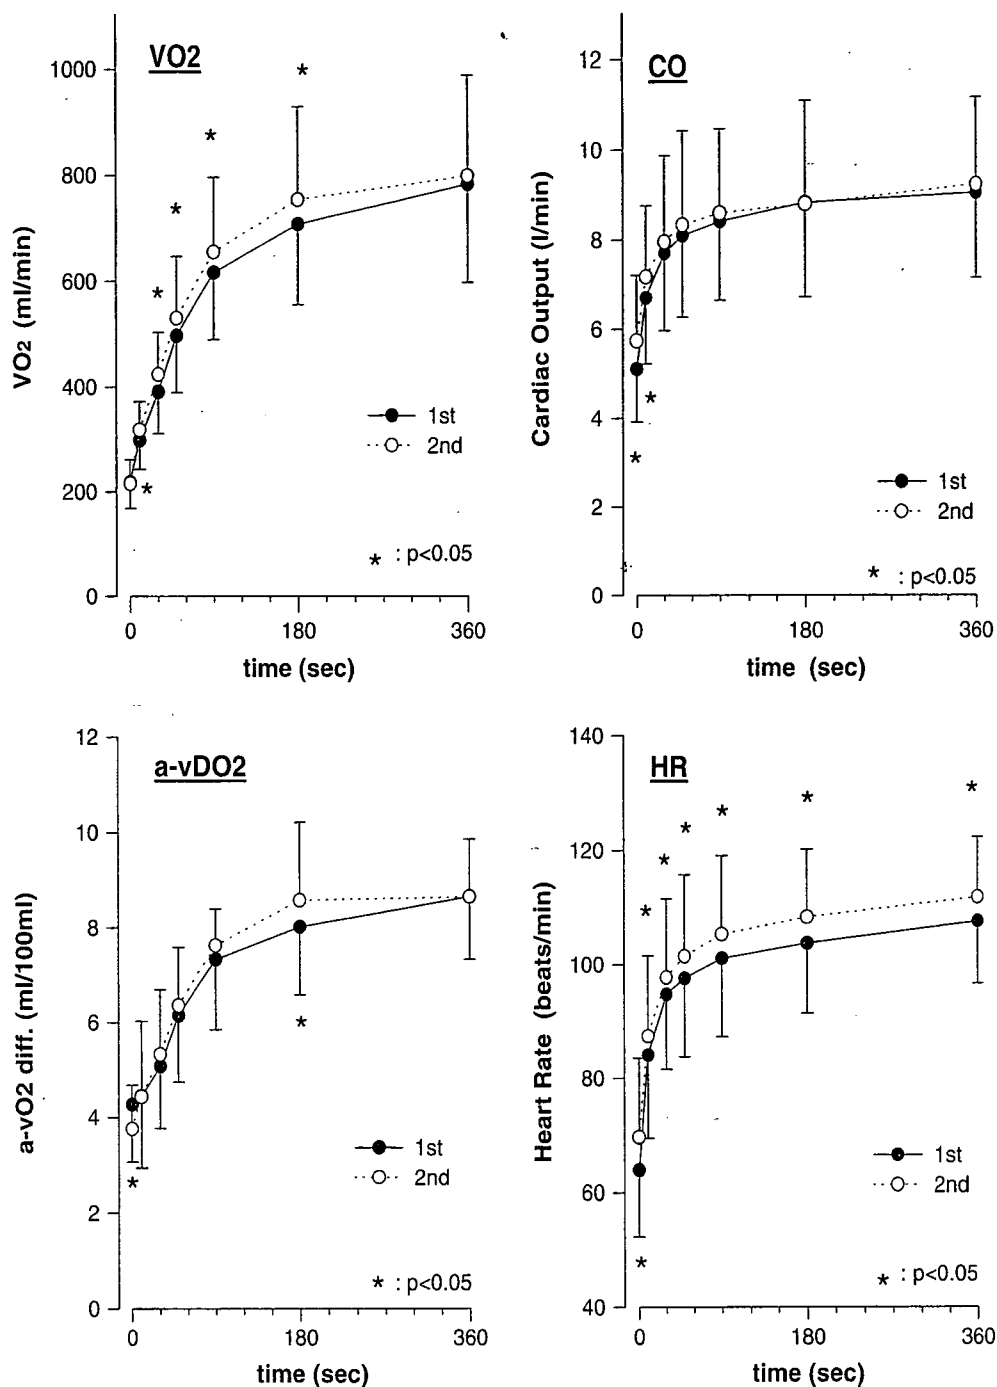 VO2
1000
800
600
400
200
0
VO2 (ml/min)
1st
2nd
* : p<0.05
0 180 360
time (sec)
CO
12
10
8
6
4
2
0
Cardiac Output (l/min)
1st
2nd
* : p<0.05
0 180 360
time (sec)
a-vDO2
12
10
8
6
4
2
0
a-vO2 diff. (ml/100ml)
1st
2nd
* : p<0.05
0 180 360
time (sec)
HR
140
120
100
80
60
40
Heart Rate (beats/min)
1st
2nd
* : p<0.05
0 180 360
time (sec)